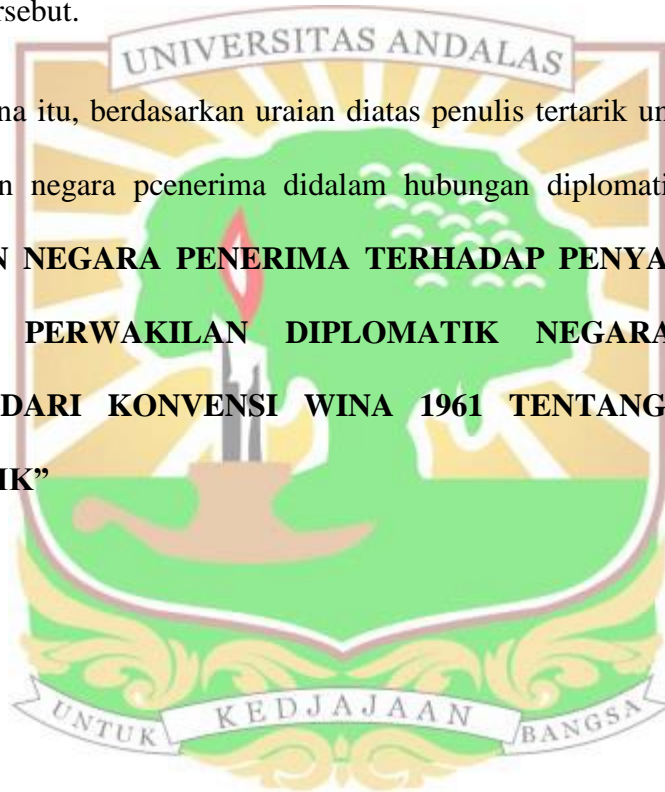 rsebut.
UNIVERSITAS ANDALAS
na itu, berdasarkan uraian diatas penulis tertarik un
n negara pcenerima didalam hubungan diplomati
N NEGARA PENERIMA TERHADAP PENYA
PERWAKILAN DIPLOMATIK NEGARA
DARI KONVENSI WINA 1961 TENTANG
IK”
UNTUK KEDJAJAAN BANGSA